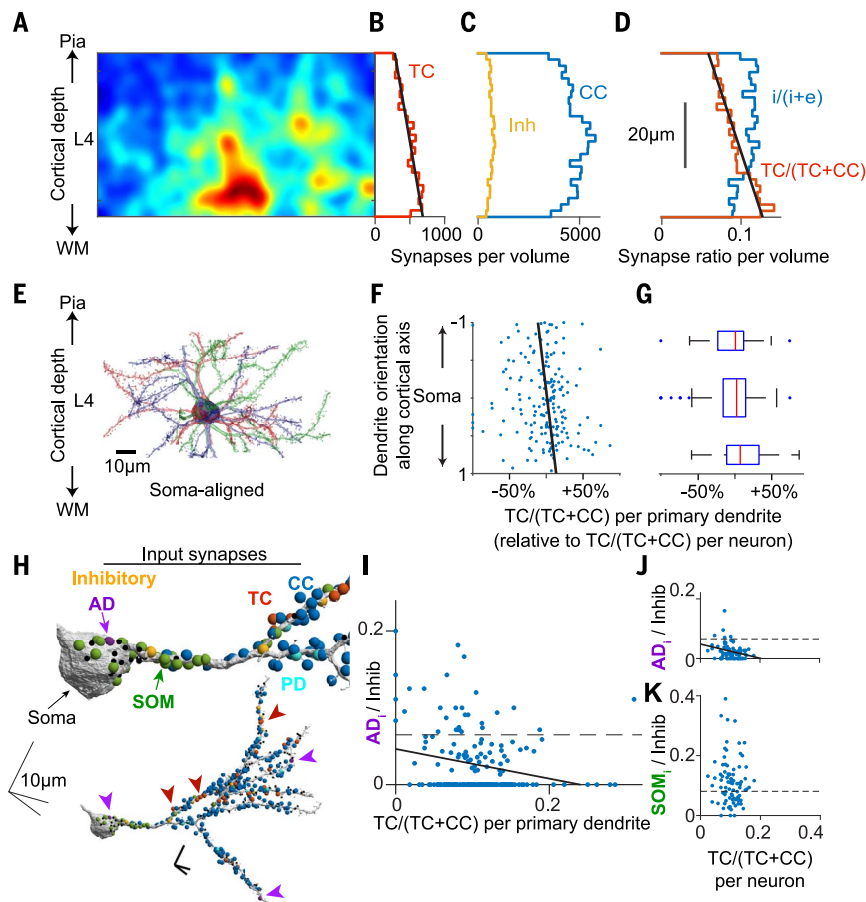 A
Pia
Cortical depth
L4
WM
B
TC
0
1000
C
Inh
CC
0
5000
Synapses per volume
D
i/(i+e)
20µm
TC/(TC+CC)
0
0.1
Synapse ratio per volume
E
Pia
Cortical depth
L4
WM
10µm
Soma-aligned
F
Dendrite orientation
along cortical axis
-1
Soma
1
-50%
+50%
G
-50%
+50%
TC/(TC+CC) per primary dendrite
(relative to TC/(TC+CC) per neuron)
H
Input synapses
Inhibitory
AD
TC
CC
SOM
PD
Soma
10µm
I
ADi / Inhib
0.2
0
0
0.2
TC/(TC+CC) per primary dendrite
J
ADi / Inhib
0.2
0
K
SOMi / Inhib
0.4
0.2
0
0
0.2
0.4
TC/(TC+CC)
per neuron